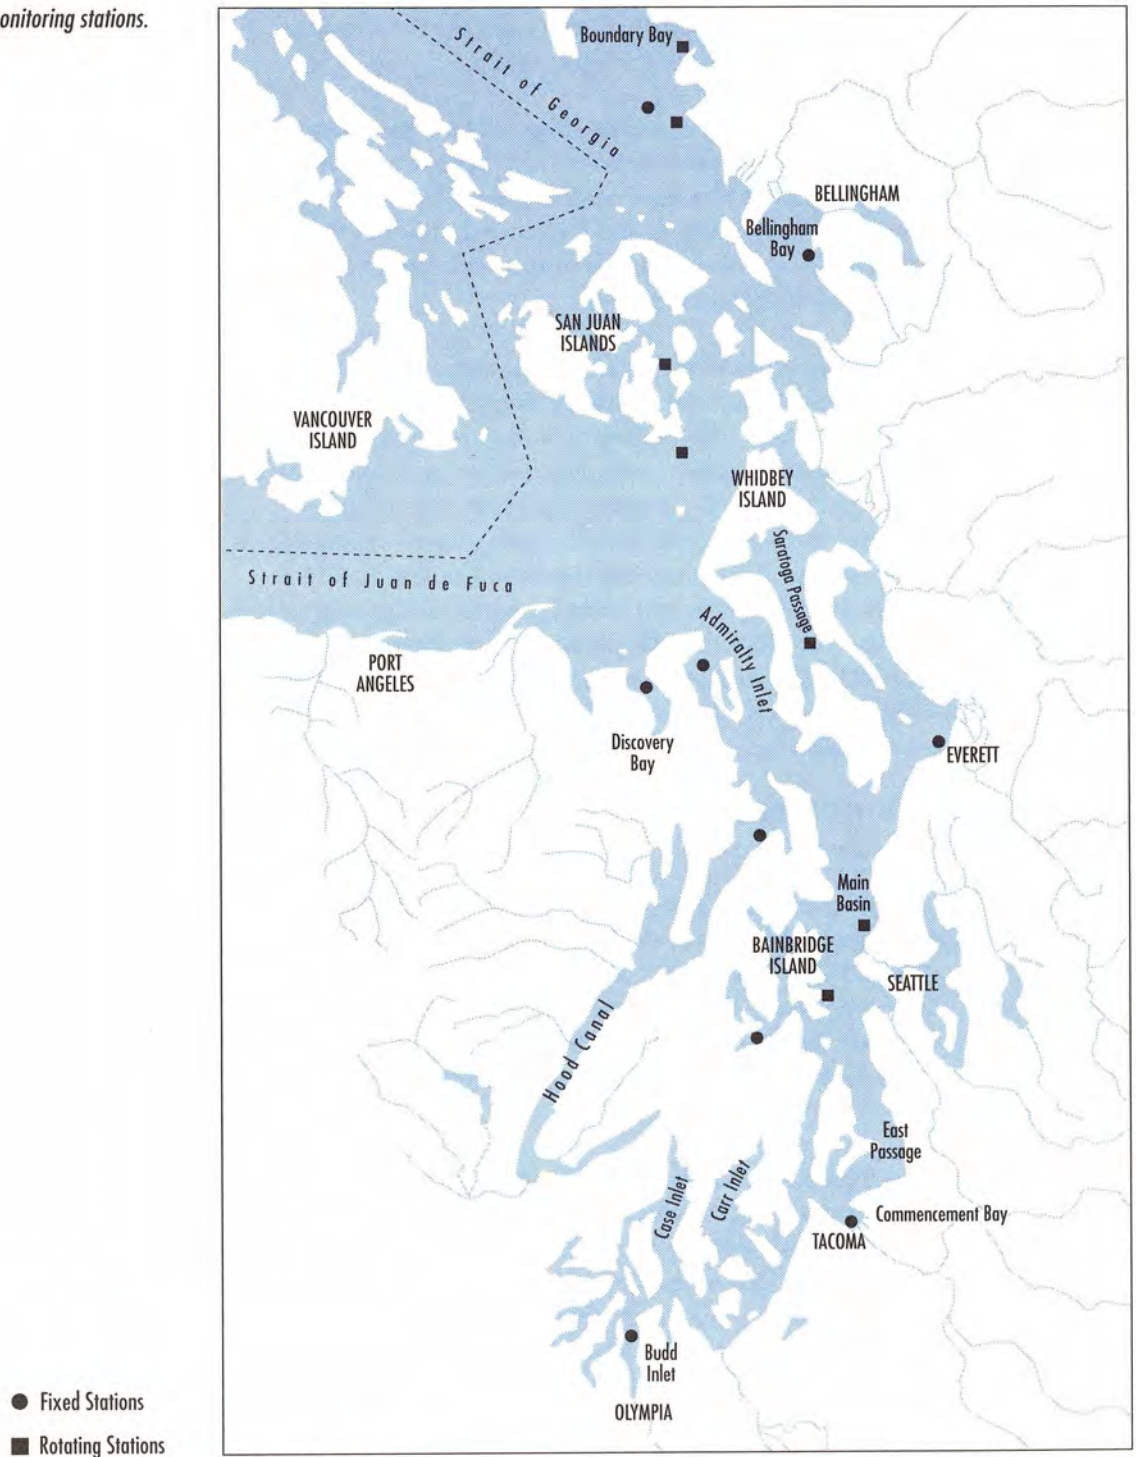 onitoring stations.
Boundary Bay
Strait of Georgia
BELLINGHAM
Bellingham
Bay
SAN JUAN
ISLANDS
VANCOUVER
ISLAND
WHIDBEY
ISLAND
Saratoga Passage
Strait of Juan de Fuca
Admiralty Inlet
PORT
ANGELES
Discovery
Bay
EVERETT
Main
Basin
BAINBRIDGE
ISLAND
SEATTLE
Hood Canal
East
Passage
Case Inlet
Carr Inlet
Commencement Bay
TACOMA
Budd
Inlet
OLYMPIA
Fixed Stations
Rotating Stations